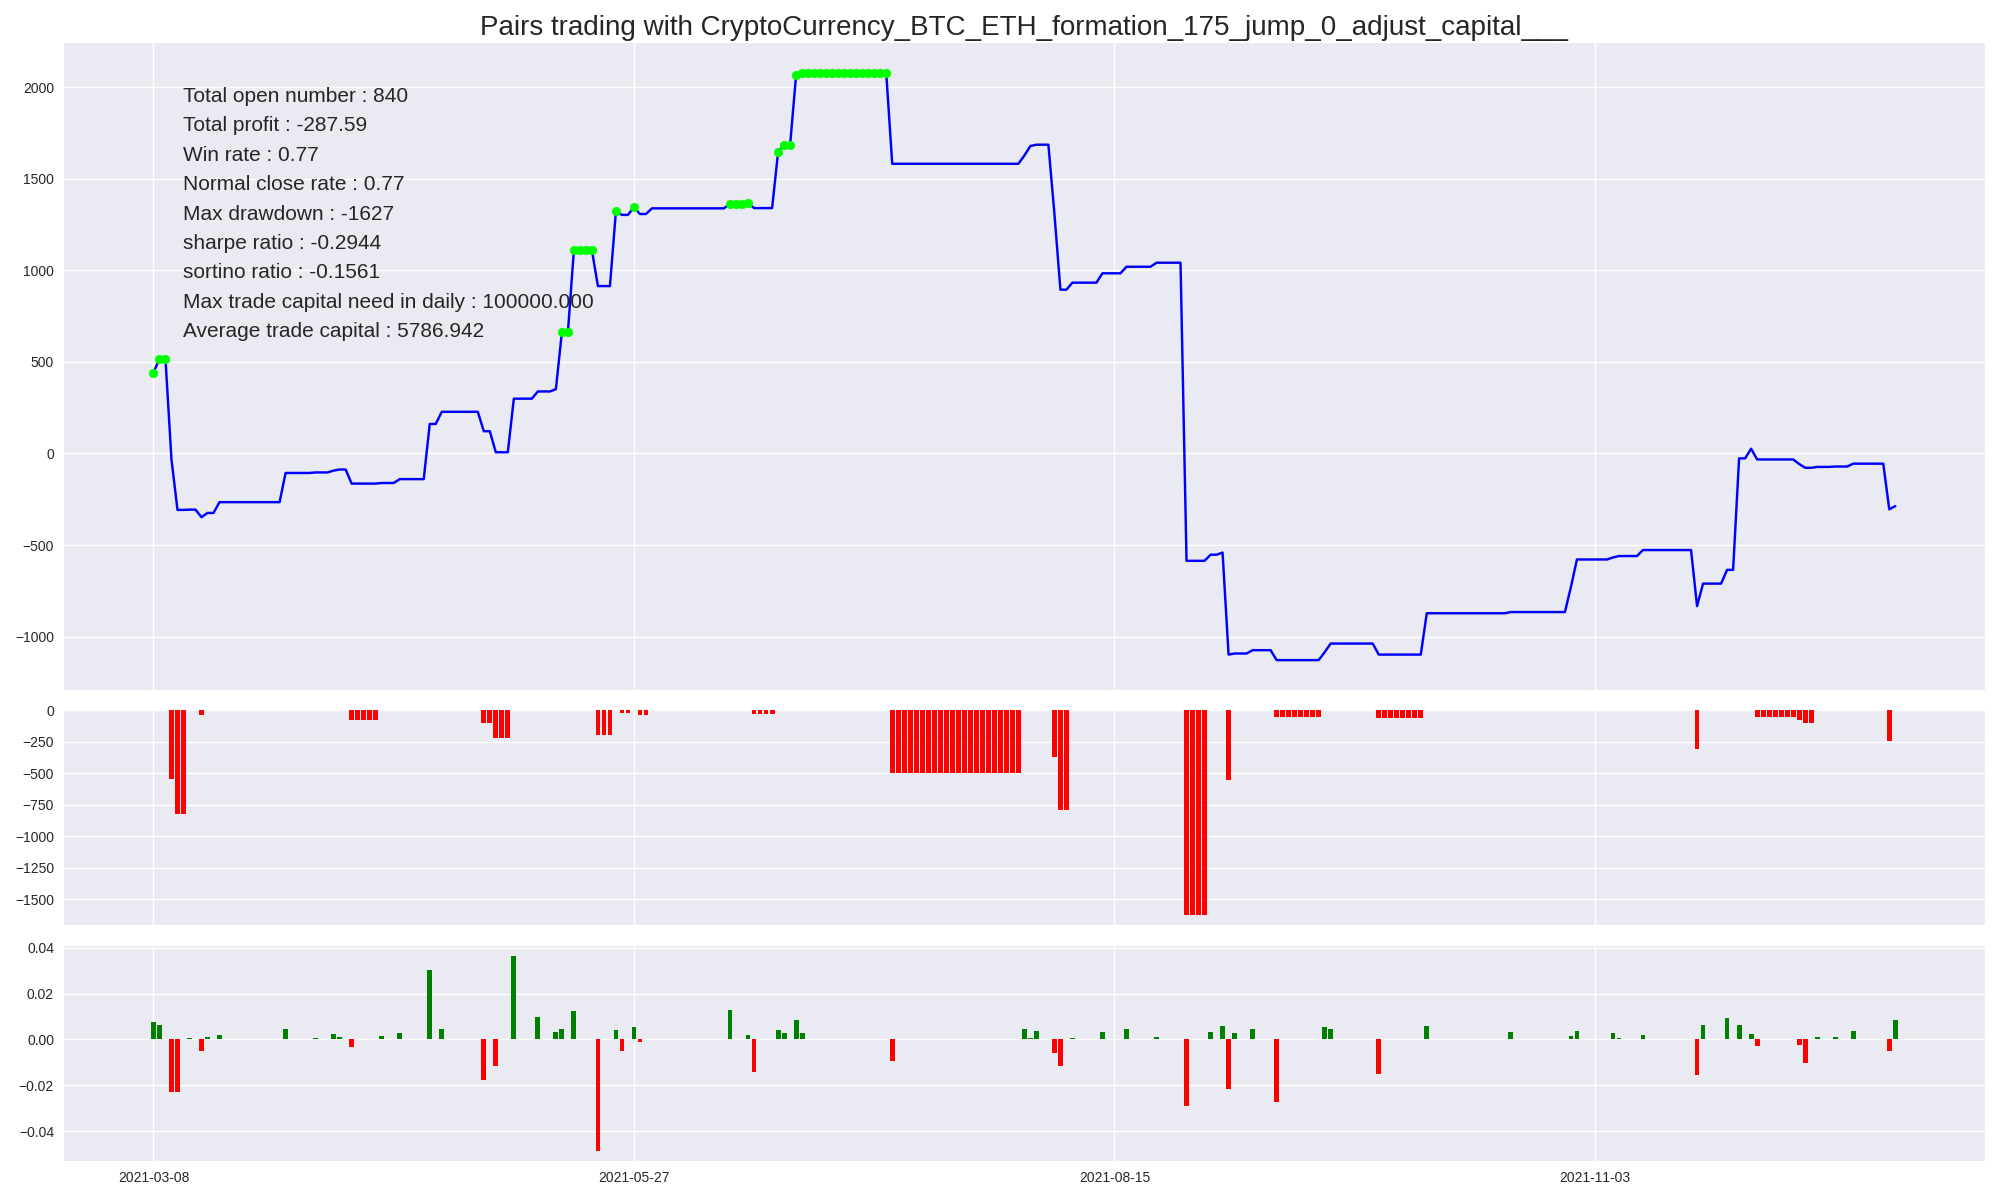 Pairs trading with CryptoCurrency_BTC_ETH_formation_175_jump_0_adjust_capital___
2000
1500
1000
500
0
−500
−1000
Total open number : 840
Total profit : -287.59
Win rate : 0.77
Normal close rate : 0.77
Max drawdown : -1627
sharpe ratio : -0.2944
sortino ratio : -0.1561
Max trade capital need in daily : 100000.000
Average trade capital : 5786.942
0
−250
−500
−750
−1000
−1250
−1500
0.04
0.02
0.00
−0.02
−0.04
2021-03-08 2021-05-27 2021-08-15 2021-11-03